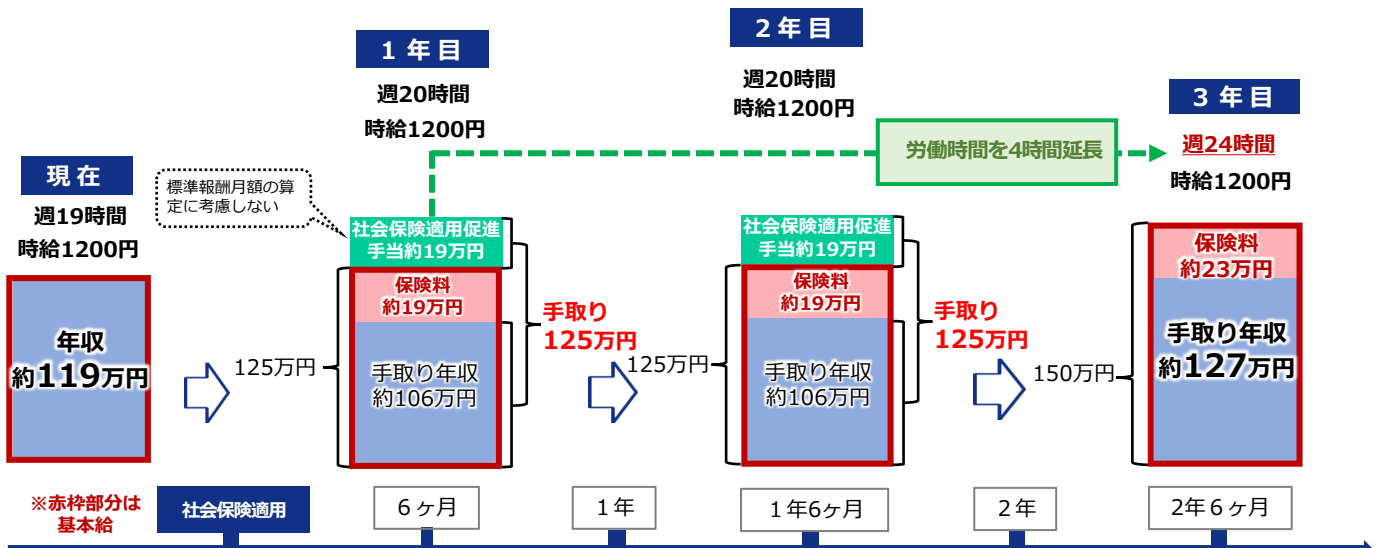 現在
週19時間
時給1200円
年収
約119万円
※赤枠部分は
基本給
社会保険適用
標準報酬月額の算
定に考慮しない
１年目
週20時間
時給1200円
社会保険適用促進
手当約19万円
保険料
約19万円
手取り年収
約106万円
125万円
手取り
125万円
６ヶ月
１年
２年目
週20時間
時給1200円
社会保険適用促進
手当約19万円
保険料
約19万円
手取り年収
約106万円
125万円
手取り
125万円
１年6ヶ月
２年
労働時間を4時間延長
３年目
週24時間
時給1200円
保険料
約23万円
手取り年収
約127万円
150万円
2年６ヶ月